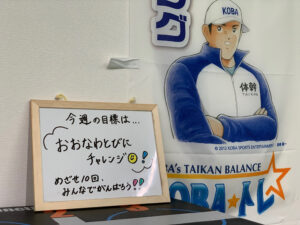 今週の目標は...
おおなわとびに
チャレンジ!!
めざせ10回、
みんなでがんばろう!!
KOBA
体幹
TAIKAN
© 2012 KOBA SPORTS ENTERTAINMENT
's TAIKAN BALANCE
KOBA★トレ